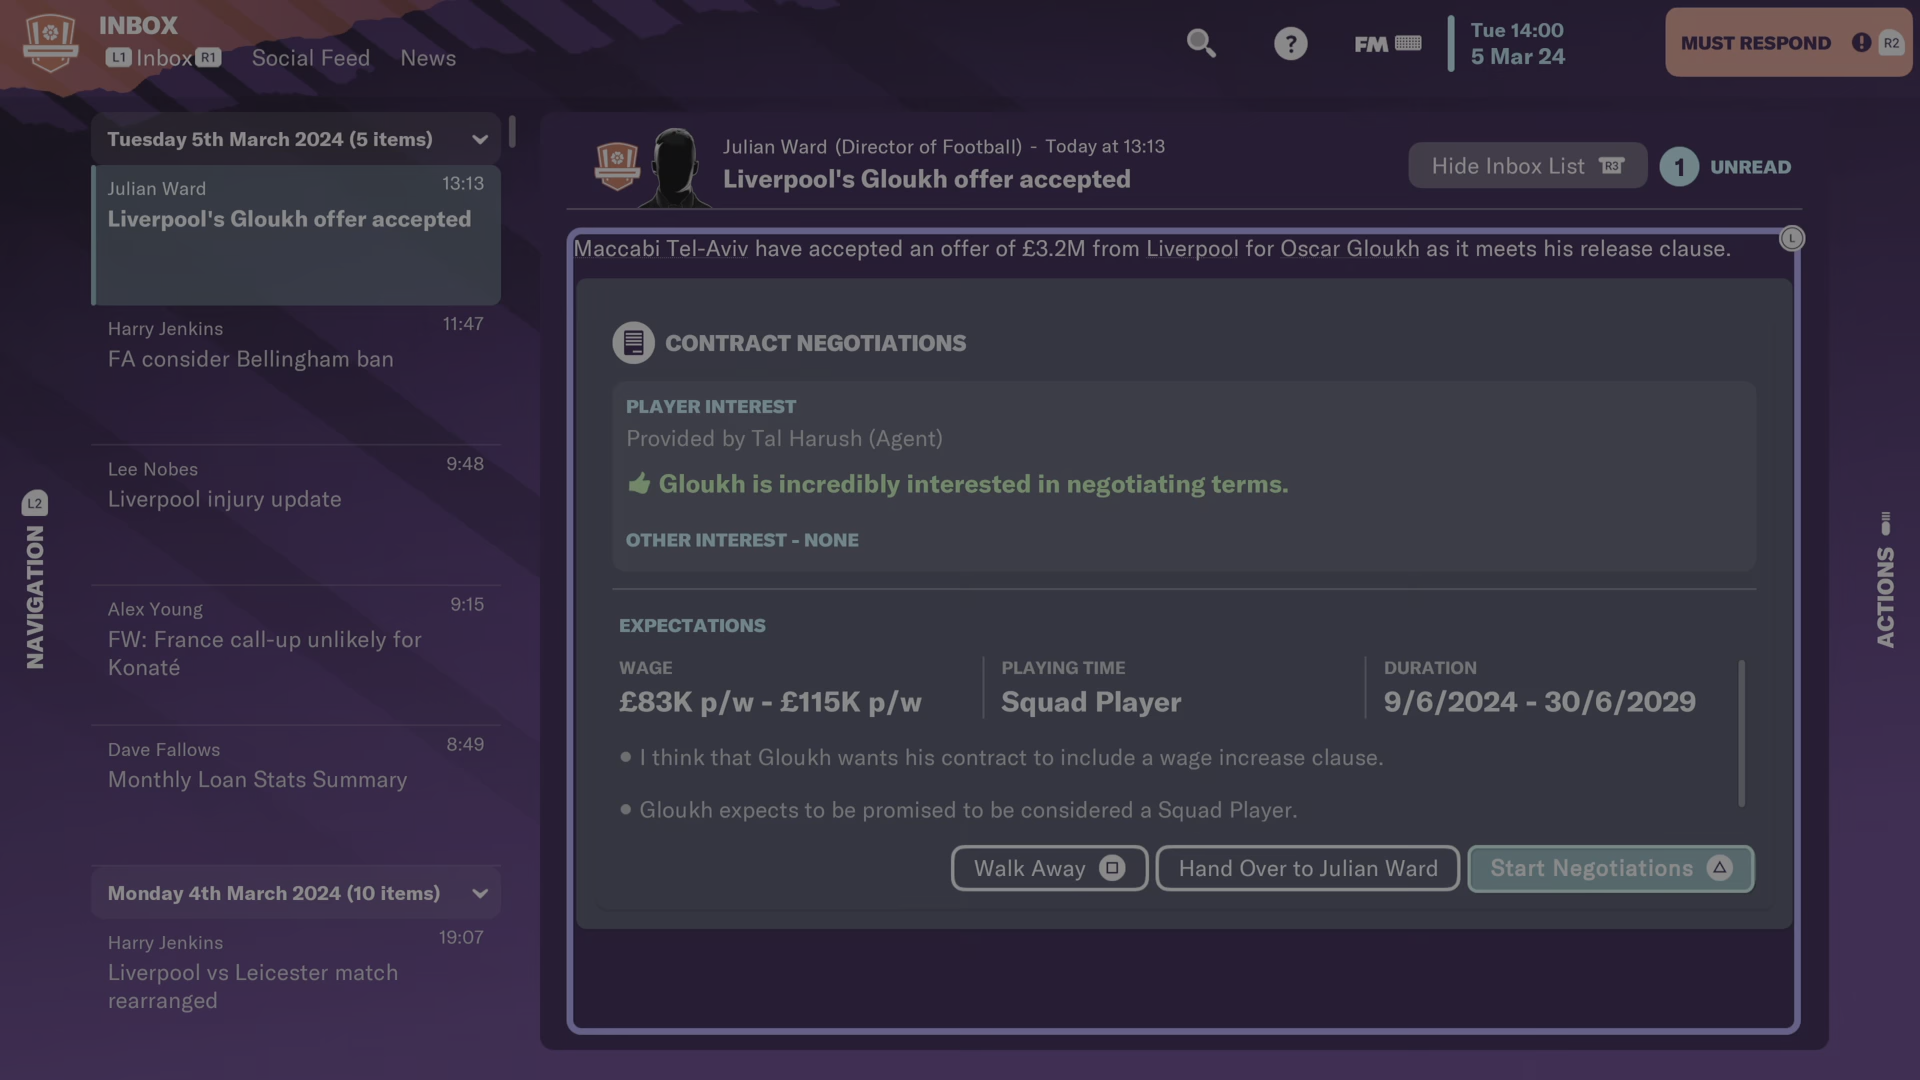 INBOX
L1 Inbox R1 Social Feed News
?
FM
Tue 14:00
5 Mar 24
MUST RESPOND ! R2
Tuesday 5th March 2024 (5 items)
Julian Ward 13:13
Liverpool's Gloukh offer accepted
Harry Jenkins 11:47
FA consider Bellingham ban
Lee Nobes 9:48
Liverpool injury update
Alex Young 9:15
FW: France call-up unlikely for
Konaté
Dave Fallows 8:49
Monthly Loan Stats Summary
Monday 4th March 2024 (10 items)
Harry Jenkins 19:07
Liverpool vs Leicester match
rearranged
L2
NAVIGATION
Julian Ward (Director of Football) - Today at 13:13
Liverpool's Gloukh offer accepted
Hide Inbox List R3
1 UNREAD
L
Maccabi Tel-Aviv have accepted an offer of £3.2M from Liverpool for Oscar Gloukh as it meets his release clause.
CONTRACT NEGOTIATIONS
PLAYER INTEREST
Provided by Tal Harush (Agent)
Gloukh is incredibly interested in negotiating terms.
OTHER INTEREST - NONE
EXPECTATIONS
WAGE
£83K p/w - £115K p/w
PLAYING TIME
Squad Player
DURATION
9/6/2024 - 30/6/2029
• I think that Gloukh wants his contract to include a wage increase clause.
• Gloukh expects to be promised to be considered a Squad Player.
Walk Away
Hand Over to Julian Ward
Start Negotiations
ACTIONS